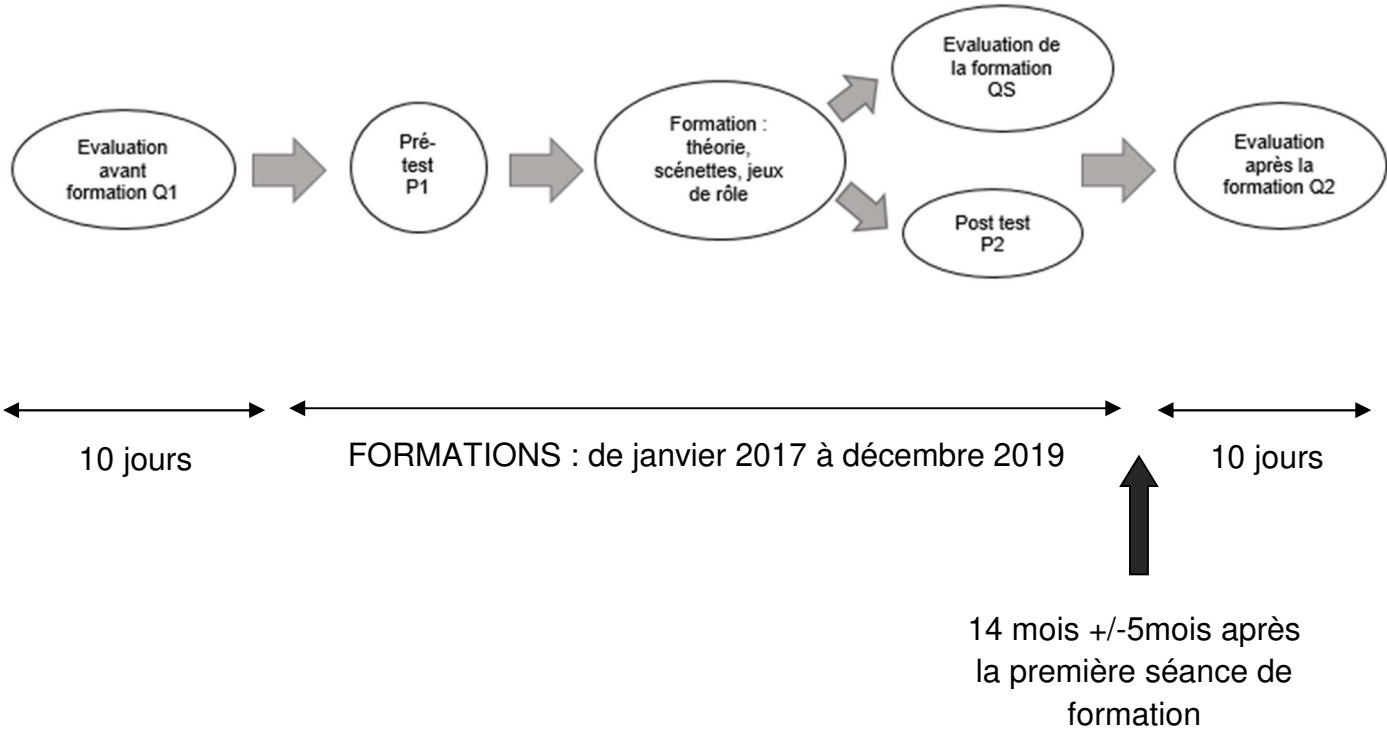 Evaluation
avant
formation Q1
Pré-
test
P1
Formation :
théorie,
scénettes, jeux
de rôle
Evaluation de
la formation
QS
Post test
P2
Evaluation
après la
formation Q2
10 jours
FORMATIONS : de janvier 2017 à décembre 2019
10 jours
14 mois +/-5mois après
la première séance de
formation